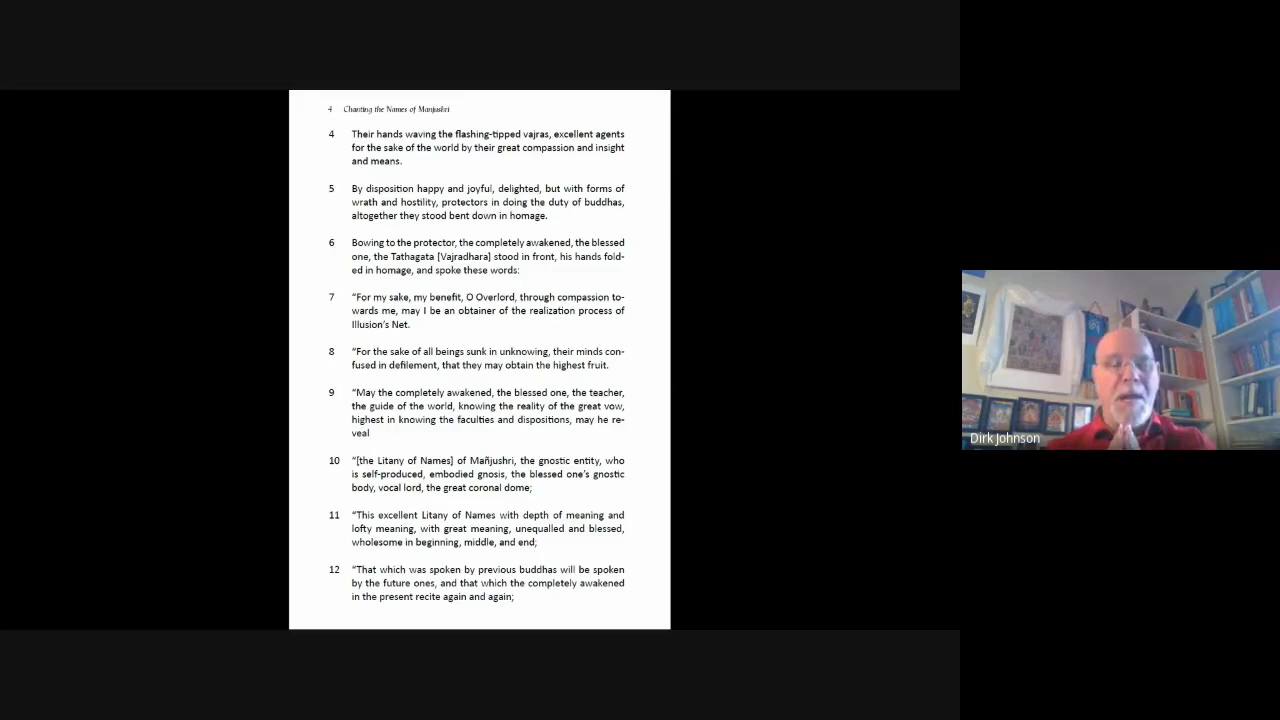 4 Chanting the Names of Manjushri
4 Their hands waving the flashing-tipped vajras, excellent agents
for the sake of the world by their great compassion and insight
and means.
5 By disposition happy and joyful, delighted, but with forms of
wrath and hostility, protectors in doing the duty of buddhas,
altogether they stood bent down in homage.
6 Bowing to the protector, the completely awakened, the blessed
one, the Tathagata [Vajradhara] stood in front, his hands fold-
ed in homage, and spoke these words:
7 “For my sake, my benefit, O Overlord, through compassion to-
wards me, may I be an obtainer of the realization process of
Illusion’s Net.
8 “For the sake of all beings sunk in unknowing, their minds con-
fused in defilement, that they may obtain the highest fruit.
9 “May the completely awakened, the blessed one, the teacher,
the guide of the world, knowing the reality of the great vow,
highest in knowing the faculties and dispositions, may he re-
veal
10 “[the Litany of Names] of Mañjushri, the gnostic entity, who
is self-produced, embodied gnosis, the blessed one’s gnostic
body, vocal lord, the great coronal dome;
11 “This excellent Litany of Names with depth of meaning and
lofty meaning, with great meaning, unequalled and blessed,
wholesome in beginning, middle, and end;
12 “That which was spoken by previous buddhas will be spoken
by the future ones, and that which the completely awakened
in the present recite again and again;
Dirk Johnson